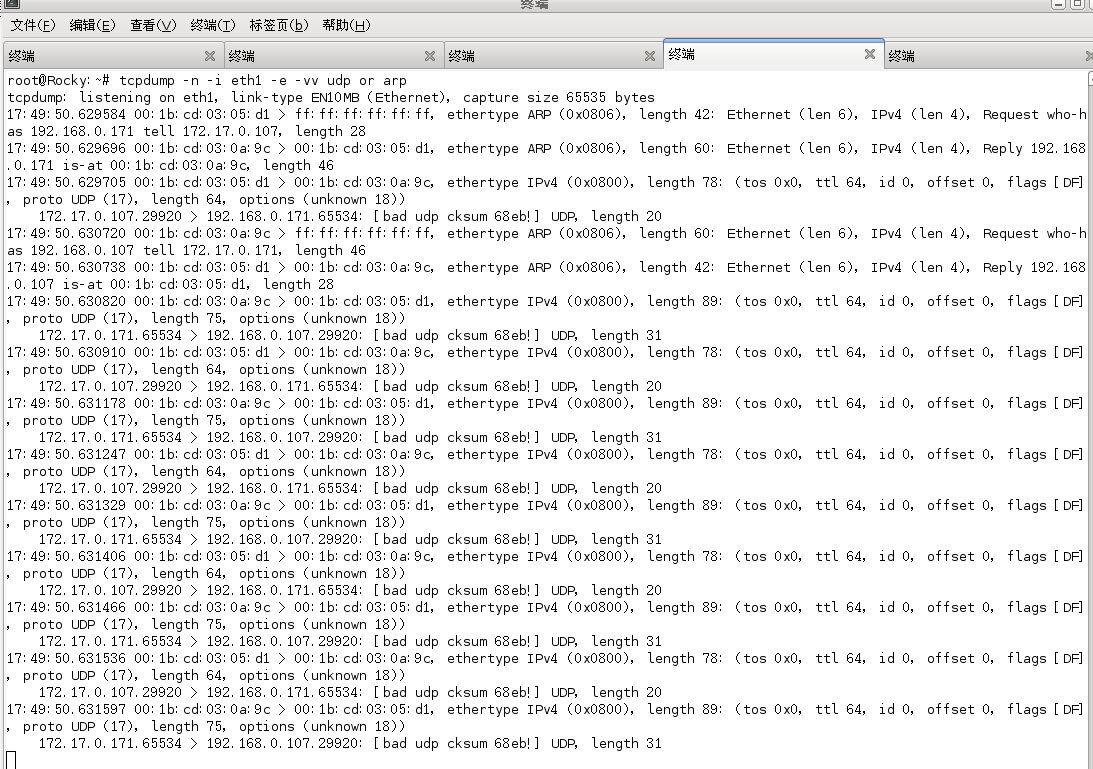 终端
文件(F) 编辑(E) 查看(V) 终端(T) 标签页(b) 帮助(H)
终端 终端 终端 终端 终端
root@Rocky:~# tcpdump -n -i eth1 -e -vv udp or arp
tcpdump: listening on eth1, link-type EN10MB (Ethernet), capture size 65535 bytes
17:49:50.629584 00:1b:cd:03:05:d1 > ff:ff:ff:ff:ff:ff, ethertype ARP (0x0806), length 42: Ethernet (len 6), IPv4 (len 4), Request who-h
as 192.168.0.171 tell 172.17.0.107, length 28
17:49:50.629696 00:1b:cd:03:0a:9c > 00:1b:cd:03:05:d1, ethertype ARP (0x0806), length 60: Ethernet (len 6), IPv4 (len 4), Reply 192.168
.0.171 is-at 00:1b:cd:03:0a:9c, length 46
17:49:50.629705 00:1b:cd:03:05:d1 > 00:1b:cd:03:0a:9c, ethertype IPv4 (0x0800), length 78: (tos 0x0, ttl 64, id 0, offset 0, flags [DF]
, proto UDP (17), length 64, options (unknown 18))
172.17.0.107.29920 > 192.168.0.171.65534: [bad udp cksum 68eb!] UDP, length 20
17:49:50.630720 00:1b:cd:03:0a:9c > ff:ff:ff:ff:ff:ff, ethertype ARP (0x0806), length 60: Ethernet (len 6), IPv4 (len 4), Request who-h
as 192.168.0.107 tell 172.17.0.171, length 46
17:49:50.630738 00:1b:cd:03:05:d1 > 00:1b:cd:03:0a:9c, ethertype ARP (0x0806), length 42: Ethernet (len 6), IPv4 (len 4), Reply 192.168
.0.107 is-at 00:1b:cd:03:05:d1, length 28
17:49:50.630820 00:1b:cd:03:0a:9c > 00:1b:cd:03:05:d1, ethertype IPv4 (0x0800), length 89: (tos 0x0, ttl 64, id 0, offset 0, flags [DF]
, proto UDP (17), length 75, options (unknown 18))
172.17.0.171.65534 > 192.168.0.107.29920: [bad udp cksum 68eb!] UDP, length 31
17:49:50.630910 00:1b:cd:03:05:d1 > 00:1b:cd:03:0a:9c, ethertype IPv4 (0x0800), length 78: (tos 0x0, ttl 64, id 0, offset 0, flags [DF]
, proto UDP (17), length 64, options (unknown 18))
172.17.0.107.29920 > 192.168.0.171.65534: [bad udp cksum 68eb!] UDP, length 20
17:49:50.631178 00:1b:cd:03:0a:9c > 00:1b:cd:03:05:d1, ethertype IPv4 (0x0800), length 89: (tos 0x0, ttl 64, id 0, offset 0, flags [DF]
, proto UDP (17), length 75, options (unknown 18))
172.17.0.171.65534 > 192.168.0.107.29920: [bad udp cksum 68eb!] UDP, length 31
17:49:50.631247 00:1b:cd:03:05:d1 > 00:1b:cd:03:0a:9c, ethertype IPv4 (0x0800), length 78: (tos 0x0, ttl 64, id 0, offset 0, flags [DF]
, proto UDP (17), length 64, options (unknown 18))
172.17.0.107.29920 > 192.168.0.171.65534: [bad udp cksum 68eb!] UDP, length 20
17:49:50.631329 00:1b:cd:03:0a:9c > 00:1b:cd:03:05:d1, ethertype IPv4 (0x0800), length 89: (tos 0x0, ttl 64, id 0, offset 0, flags [DF]
, proto UDP (17), length 75, options (unknown 18))
172.17.0.171.65534 > 192.168.0.107.29920: [bad udp cksum 68eb!] UDP, length 31
17:49:50.631406 00:1b:cd:03:05:d1 > 00:1b:cd:03:0a:9c, ethertype IPv4 (0x0800), length 78: (tos 0x0, ttl 64, id 0, offset 0, flags [DF]
, proto UDP (17), length 64, options (unknown 18))
172.17.0.107.29920 > 192.168.0.171.65534: [bad udp cksum 68eb!] UDP, length 20
17:49:50.631466 00:1b:cd:03:0a:9c > 00:1b:cd:03:05:d1, ethertype IPv4 (0x0800), length 89: (tos 0x0, ttl 64, id 0, offset 0, flags [DF]
, proto UDP (17), length 75, options (unknown 18))
172.17.0.171.65534 > 192.168.0.107.29920: [bad udp cksum 68eb!] UDP, length 31
17:49:50.631536 00:1b:cd:03:05:d1 > 00:1b:cd:03:0a:9c, ethertype IPv4 (0x0800), length 78: (tos 0x0, ttl 64, id 0, offset 0, flags [DF]
, proto UDP (17), length 64, options (unknown 18))
172.17.0.107.29920 > 192.168.0.171.65534: [bad udp cksum 68eb!] UDP, length 20
17:49:50.631597 00:1b:cd:03:0a:9c > 00:1b:cd:03:05:d1, ethertype IPv4 (0x0800), length 89: (tos 0x0, ttl 64, id 0, offset 0, flags [DF]
, proto UDP (17), length 75, options (unknown 18))
172.17.0.171.65534 > 192.168.0.107.29920: [bad udp cksum 68eb!] UDP, length 31